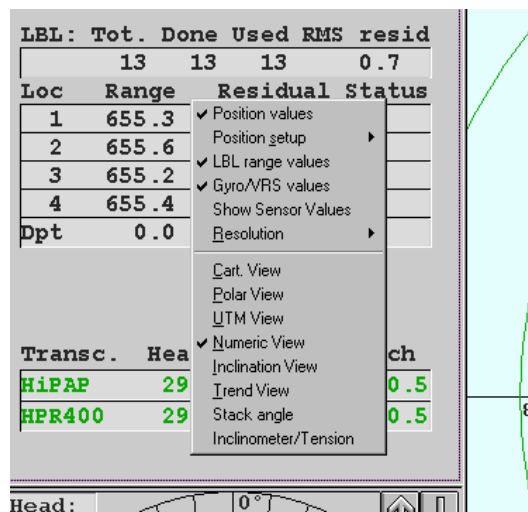 LBL: Tot. Done Used RMS resid
13 13 13 0.7
Loc Range Residual Status
1 655.3
2 655.6
3 655.2
4 655.4
Dpt 0.0
Position values
Position setup
LBL range values
Gyro/VRS values
Show Sensor Values
Resolution
Cart. View
Polar View
UTM View
Numeric View
Inclination View
Trend View
Stack angle
Inclinometer/Tension
Transc. Hea ch
HiPAP 29 0.5
HPR400 29 0.5
Head: 0°